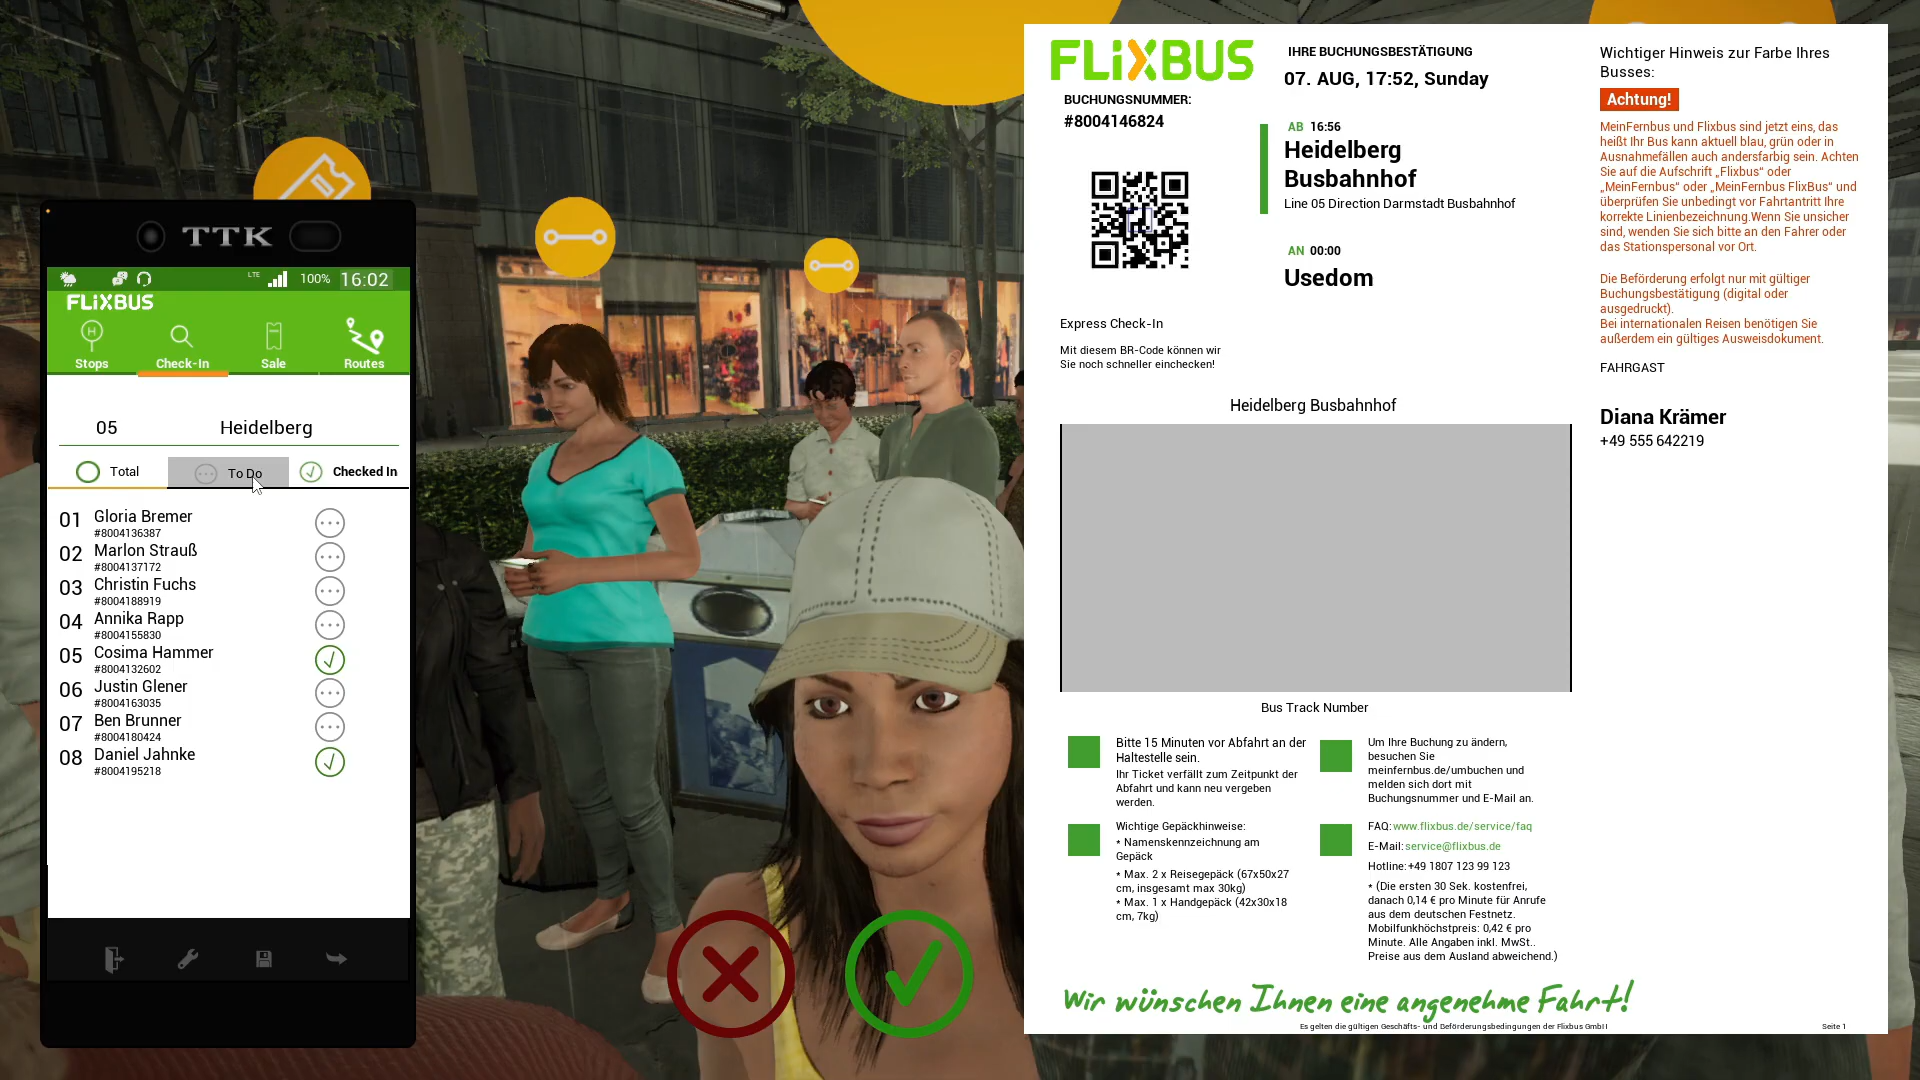 TTK
LTE
100%
16:02
FLiXBUS
Stops
Check-In
Sale
Routes
05
Heidelberg
Total
To Do
Checked In
01
Gloria Bremer
#8004136387
02
Marlon Strauß
#8004137172
03
Christin Fuchs
#8004188919
04
Annika Rapp
#8004155830
05
Cosima Hammer
#8004132602
06
Justin Glener
#8004163035
07
Ben Brunner
#8004180424
08
Daniel Jahnke
#8004195218
FLiXBUS
BUCHUNGSNUMMER:
#8004146824
Express Check-In
Mit diesem BR-Code können wir
Sie noch schneller einchecken!
IHRE BUCHUNGSBESTÄTIGUNG
07. AUG, 17:52, Sunday
AB 16:56
Heidelberg
Busbahnhof
Line 05 Direction Darmstadt Busbahnhof
AN 00:00
Usedom
Heidelberg Busbahnhof
Bus Track Number
Bitte 15 Minuten vor Abfahrt an der
Haltestelle sein.
Ihr Ticket verfällt zum Zeitpunkt der
Abfahrt und kann neu vergeben
werden.
Wichtige Gepäckhinweise:
* Namenskennzeichnung am
Gepäck
* Max. 2 x Reisegepäck (67x50x27
cm, insgesamt max 30kg)
* Max. 1 x Handgepäck (42x30x18
cm, 7kg)
Um Ihre Buchung zu ändern,
besuchen Sie
meinfernbus.de/umbuchen und
melden sich dort mit
Buchungsnummer und E-Mail an.
FAQ: www.flixbus.de/service/faq
E-Mail: service@flixbus.de
Hotline: +49 1807 123 99 123
* (Die ersten 30 Sek. kostenfrei,
danach 0,14 € pro Minute für Anrufe
aus dem deutschen Festnetz.
Mobilfunkhöchstpreis: 0,42 € pro
Minute. Alle Angaben inkl. MwSt..
Preise aus dem Ausland abweichend.)
Wichtiger Hinweis zur Farbe Ihres
Busses:
Achtung!
MeinFernbus und Flixbus sind jetzt eins, das
heißt Ihr Bus kann aktuell blau, grün oder in
Ausnahmefällen auch andersfarbig sein. Achten
Sie auf die Aufschrift „Flixbus“ oder
„MeinFernbus“ oder „MeinFernbus FlixBus“ und
überprüfen Sie unbedingt vor Fahrtantritt Ihre
korrekte Linienbezeichnung.Wenn Sie unsicher
sind, wenden Sie sich bitte an den Fahrer oder
das Stationspersonal vor Ort.
Die Beförderung erfolgt nur mit gültiger
Buchungsbestätigung (digital oder
ausgedruckt).
Bei internationalen Reisen benötigen Sie
außerdem ein gültiges Ausweisdokument.
FAHRGAST
Diana Krämer
+49 555 642219
Wir wünschen Ihnen eine angenehme Fahrt!
Es gelten die gültigen Geschäfts- und Beförderungsbedingungen der Flixbus GmbH
Seite 1